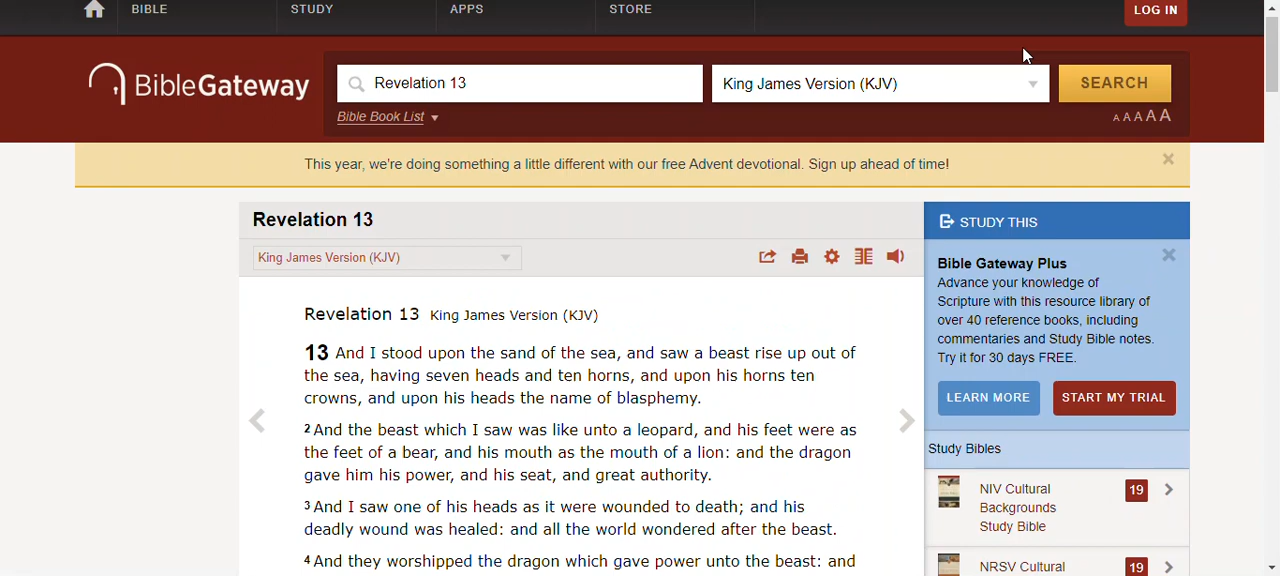 BIBLE STUDY APPS STORE LOG IN
BibleGateway
Revelation 13
King James Version (KJV)
SEARCH
Bible Book List
A A A A A
This year, we're doing something a little different with our free Advent devotional. Sign up ahead of time!
Revelation 13
King James Version (KJV)
Revelation 13 King James Version (KJV)
13 And I stood upon the sand of the sea, and saw a beast rise up out of
the sea, having seven heads and ten horns, and upon his horns ten
crowns, and upon his heads the name of blasphemy.
2 And the beast which I saw was like unto a leopard, and his feet were as
the feet of a bear, and his mouth as the mouth of a lion: and the dragon
gave him his power, and his seat, and great authority.
3 And I saw one of his heads as it were wounded to death; and his
deadly wound was healed: and all the world wondered after the beast.
4 And they worshipped the dragon which gave power unto the beast: and
STUDY THIS
Bible Gateway Plus
Advance your knowledge of
Scripture with this resource library of
over 40 reference books, including
commentaries and Study Bible notes.
Try it for 30 days FREE.
LEARN MORE START MY TRIAL
Study Bibles
NIV Cultural
Backgrounds
Study Bible
19
NRSV Cultural
19